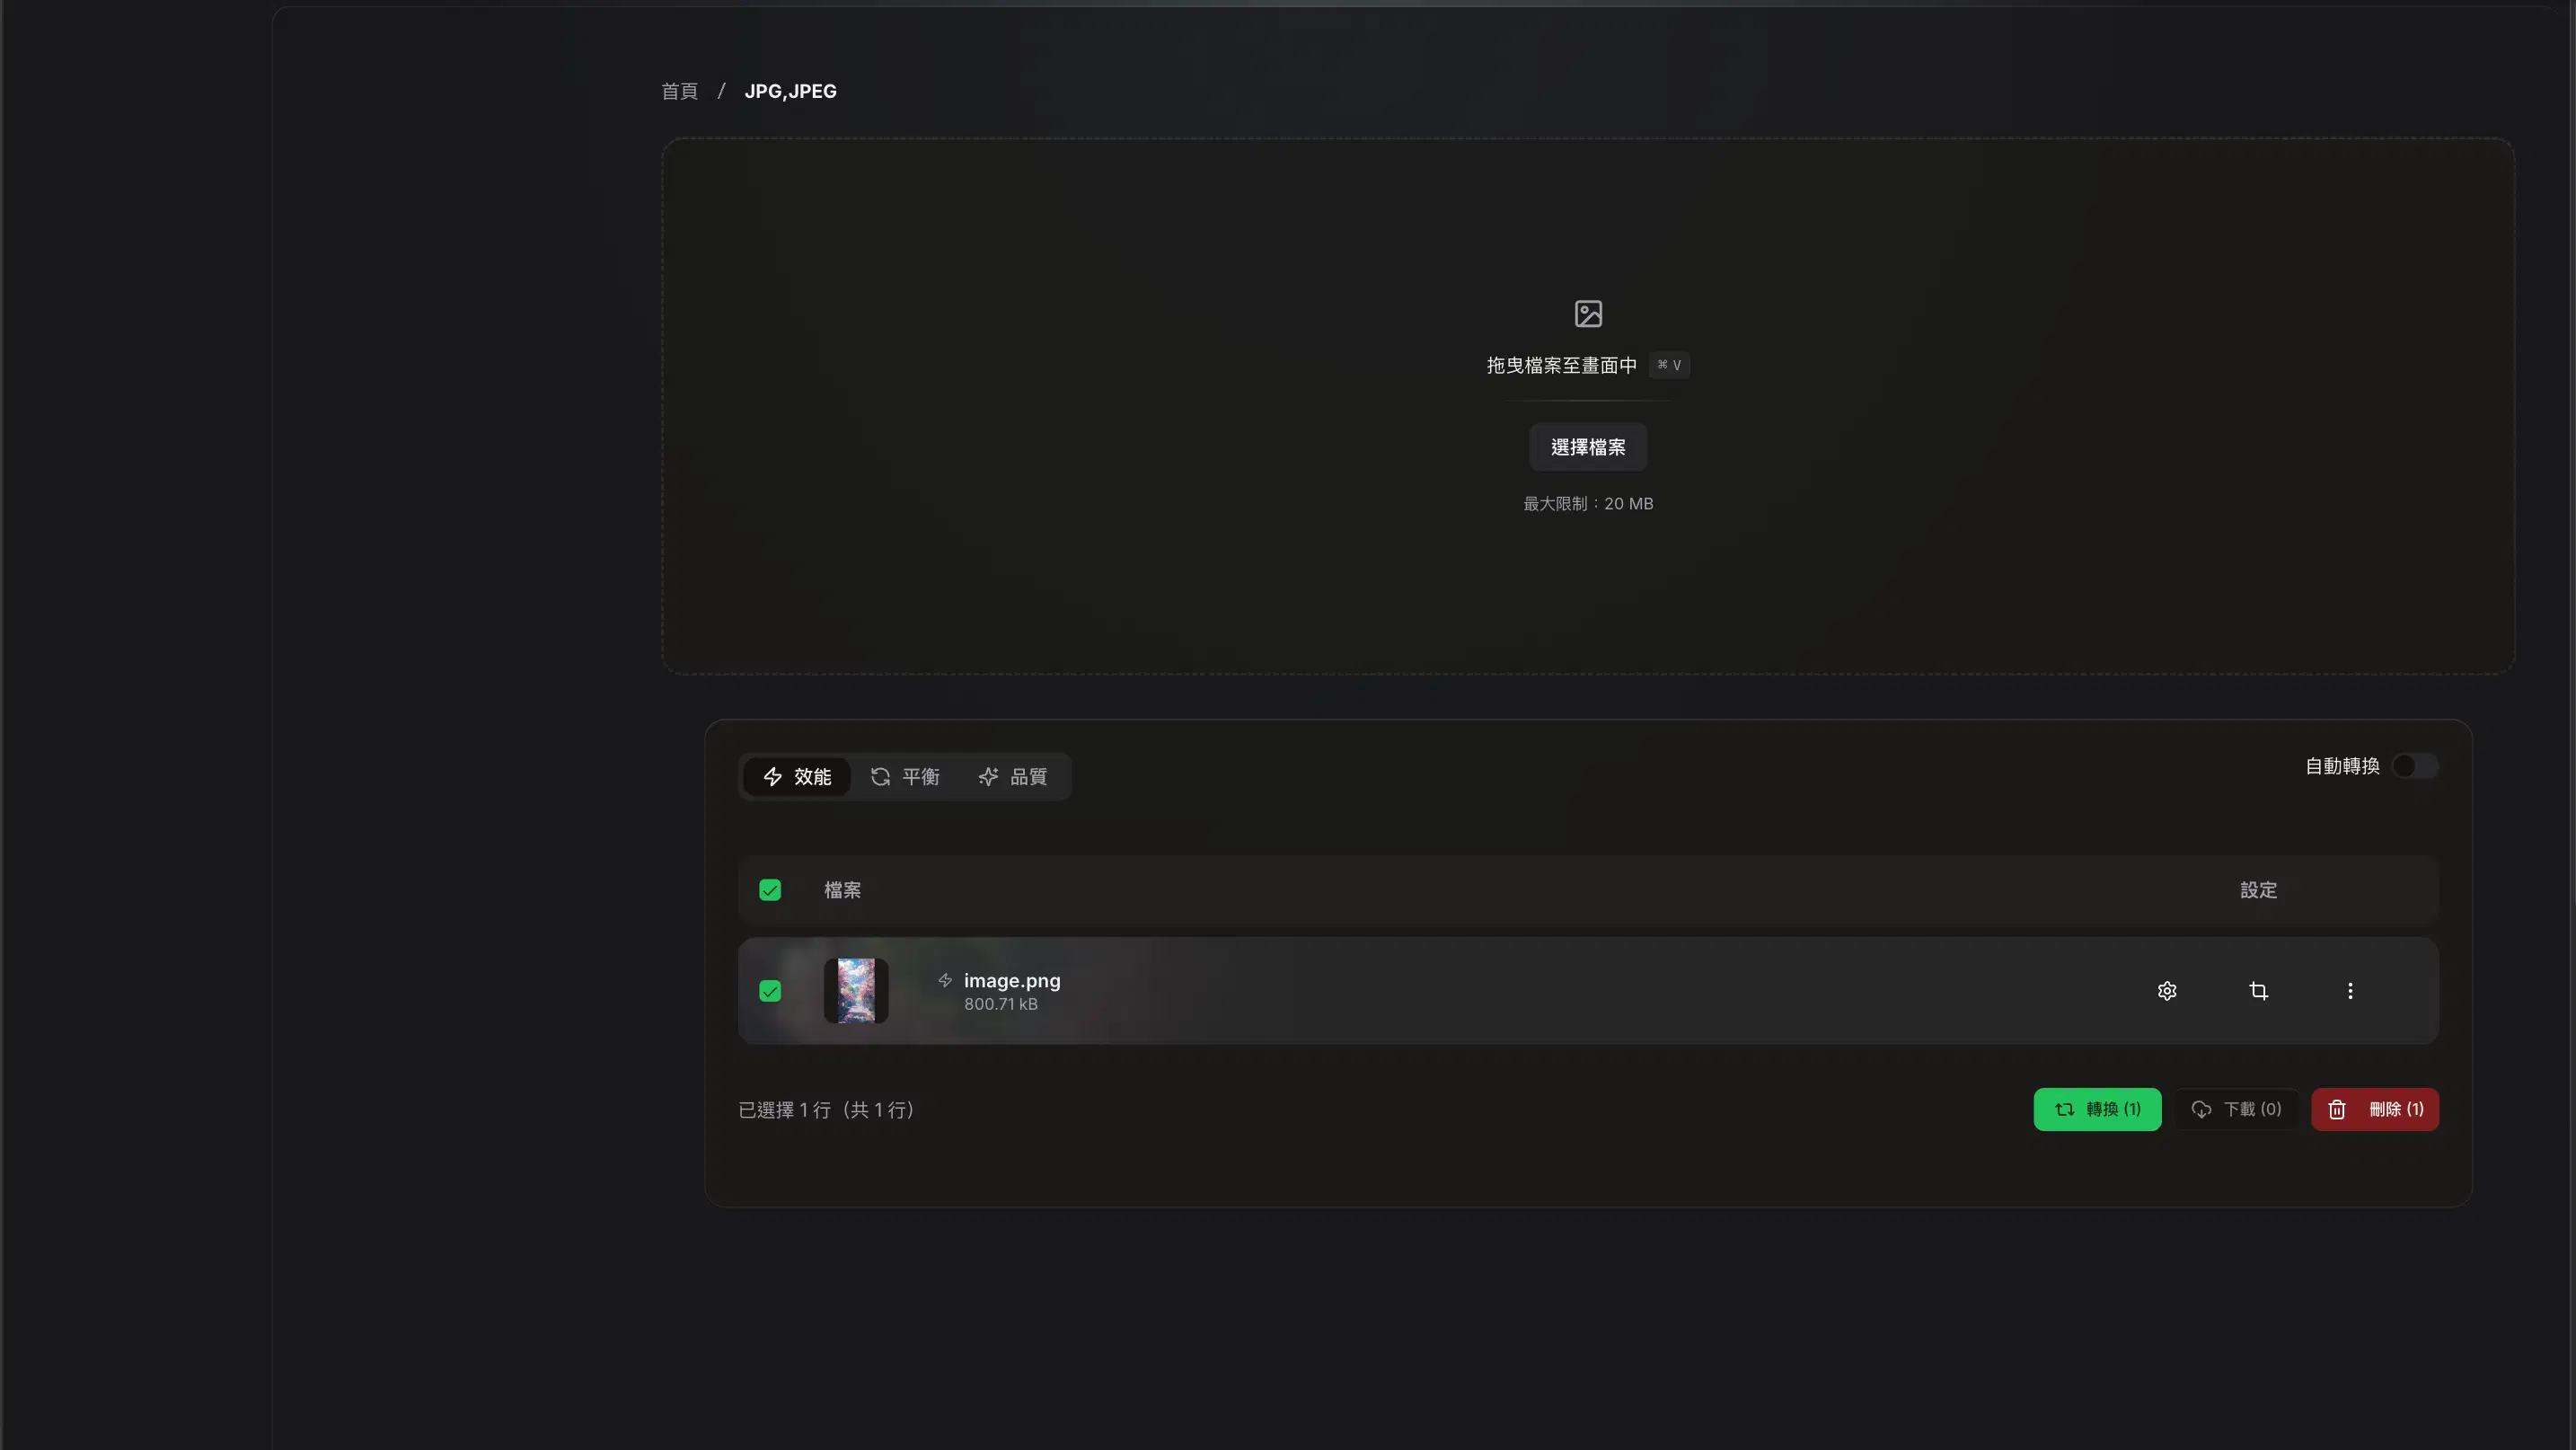 首頁 / JPG,JPEG
拖曳檔案至畫面中 ⌘ V
選擇檔案
最大限制：20 MB
效能 平衡 品質 自動轉換
檔案 設定
image.png
800.71 kB
已選擇 1 行（共 1 行） 轉換 (1) 下載 (0) 刪除 (1)